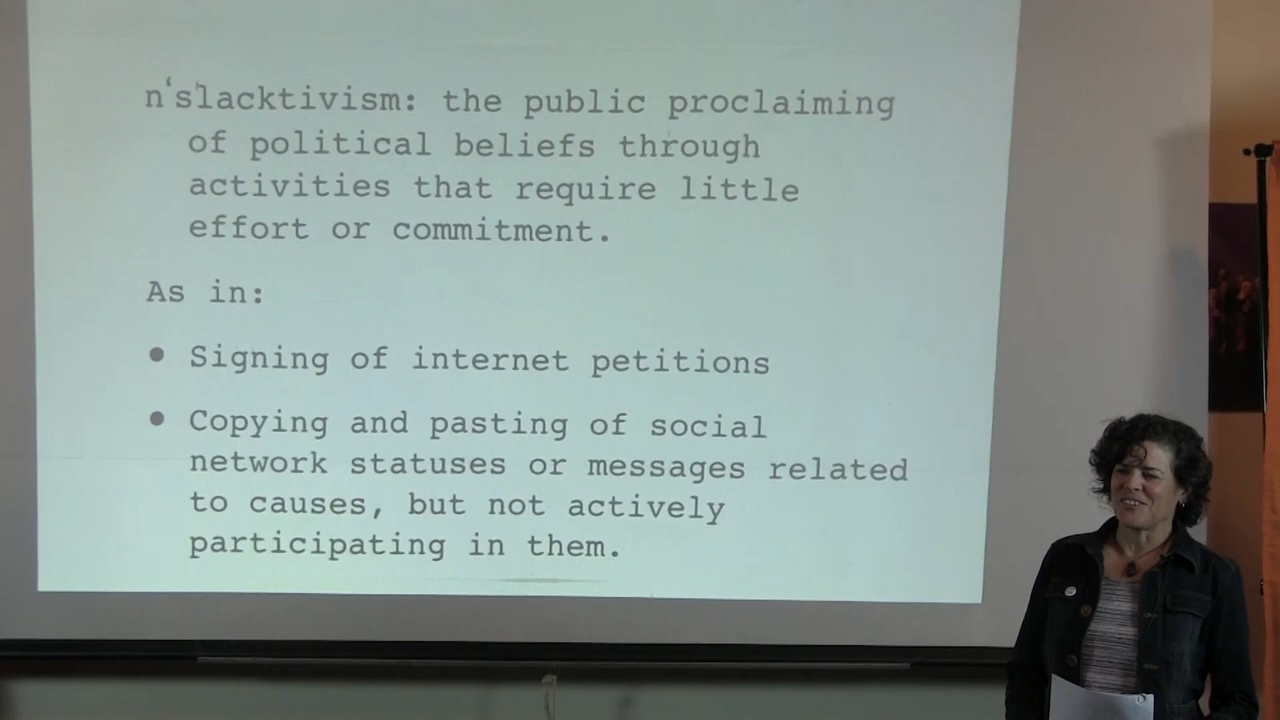 n‘slacktivism: the public proclaiming
of political beliefs through
activities that require little
effort or commitment.
As in:
• Signing of internet petitions
• Copying and pasting of social
network statuses or messages related
to causes, but not actively
participating in them.